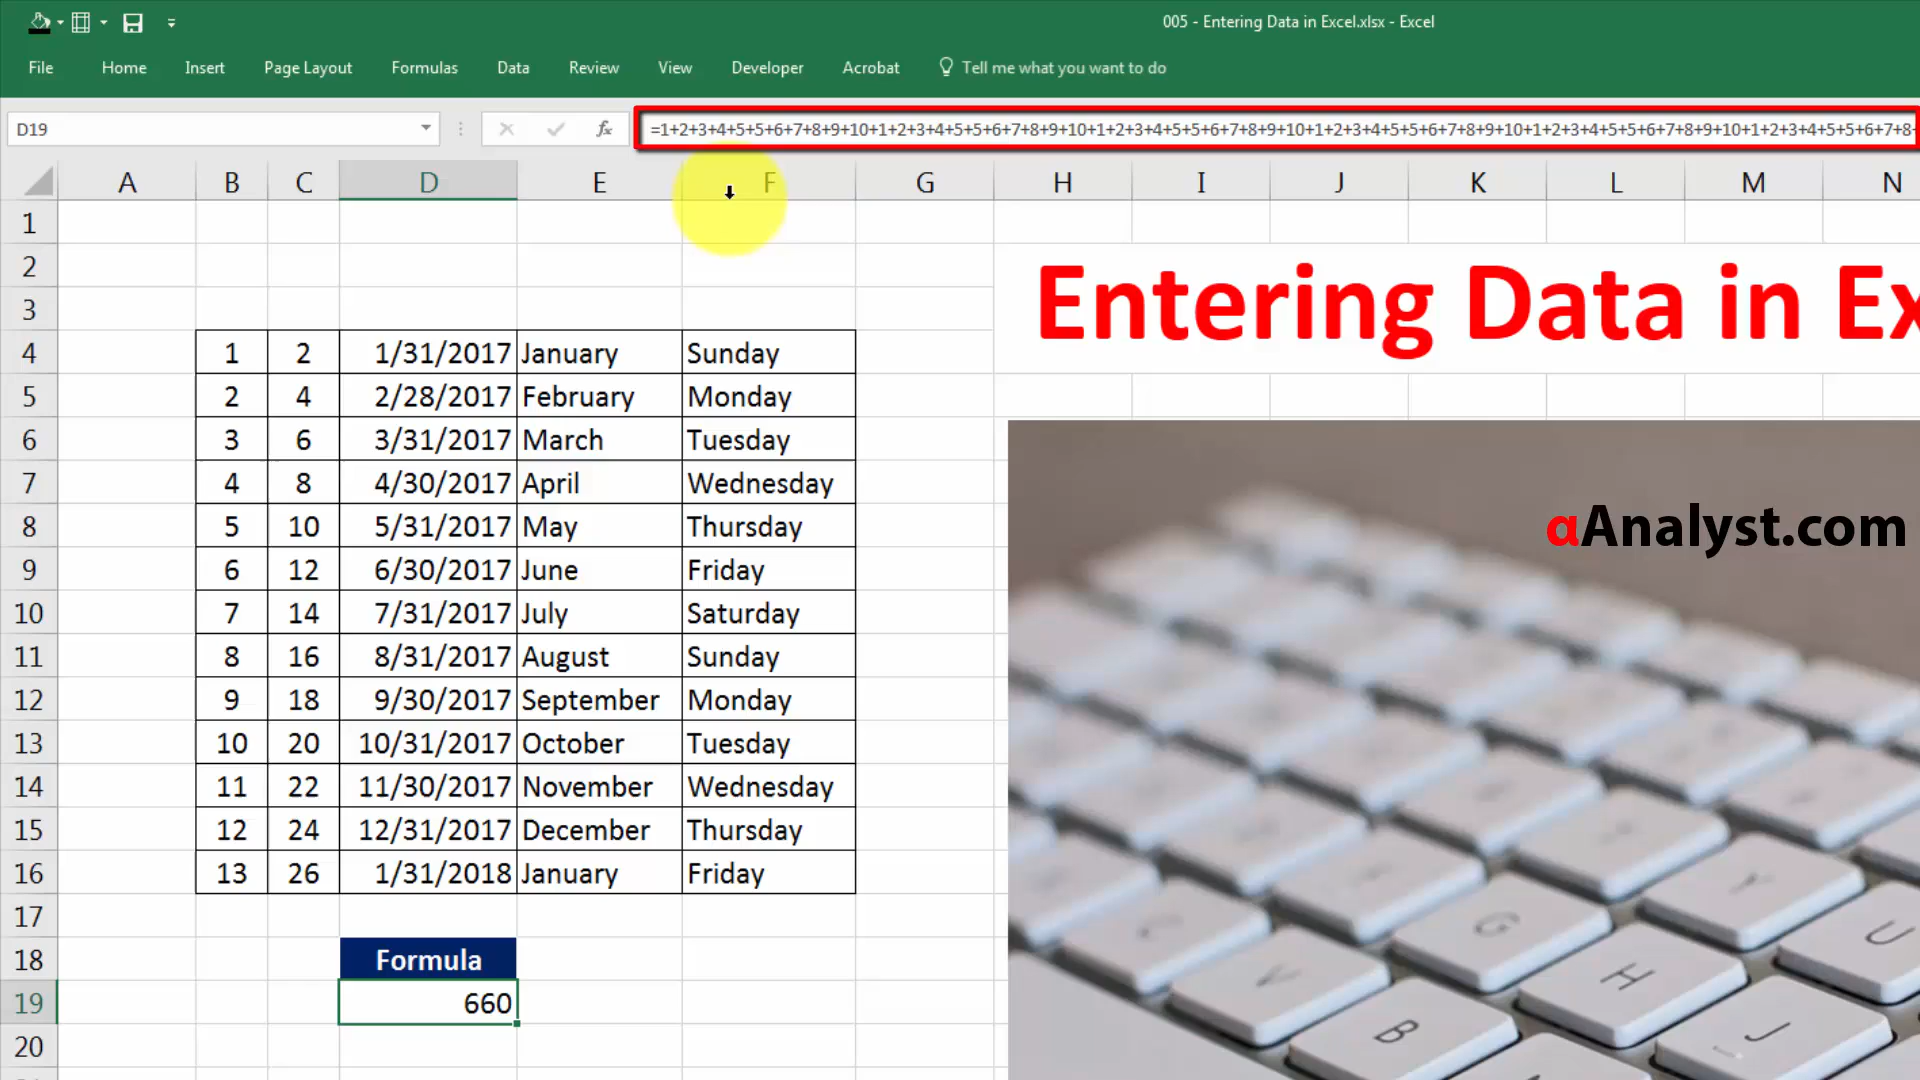 005 - Entering Data in Excel.xlsx - Excel
File Home Insert Page Layout Formulas Data Review View Developer Acrobat Tell me what you want to do
D19 fx =1+2+3+4+5+5+6+7+8+9+10+1+2+3+4+5+5+6+7+8+9+10+1+2+3+4+5+5+6+7+8+9+10+1+2+3+4+5+5+6+7+8+9+10+1+2+3+4+5+5+6+7+8+9+10+1+2+3+4+5+5+6+7+8+
A B C D E F G H I J K L M N
1
2
Entering Data in Ex
3
4 1 2 1/31/2017 January Sunday
5 2 4 2/28/2017 February Monday
6 3 6 3/31/2017 March Tuesday
7 4 8 4/30/2017 April Wednesday
αAnalyst.com
8 5 10 5/31/2017 May Thursday
9 6 12 6/30/2017 June Friday
10 7 14 7/31/2017 July Saturday
11 8 16 8/31/2017 August Sunday
12 9 18 9/30/2017 September Monday
13 10 20 10/31/2017 October Tuesday
14 11 22 11/30/2017 November Wednesday
15 12 24 12/31/2017 December Thursday
16 13 26 1/31/2018 January Friday
17
18 Formula
19 660
20
Y
C G U
V H
B J